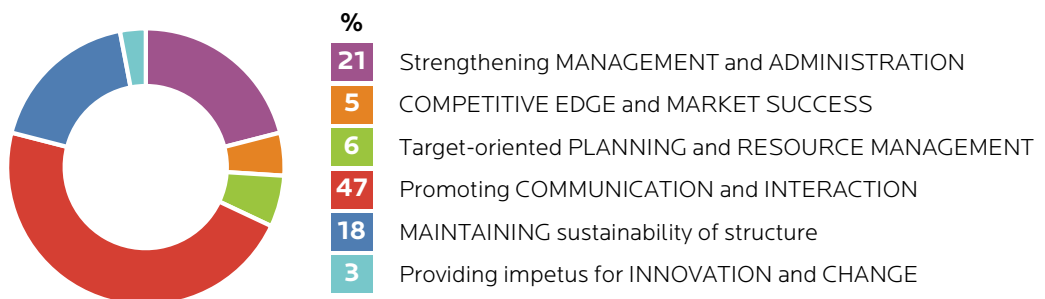 %
21 Strengthening MANAGEMENT and ADMINISTRATION
5 COMPETITIVE EDGE and MARKET SUCCESS
6 Target-oriented PLANNING and RESOURCE MANAGEMENT
47 Promoting COMMUNICATION and INTERACTION
18 MAINTAINING sustainability of structure
3 Providing impetus for INNOVATION and CHANGE